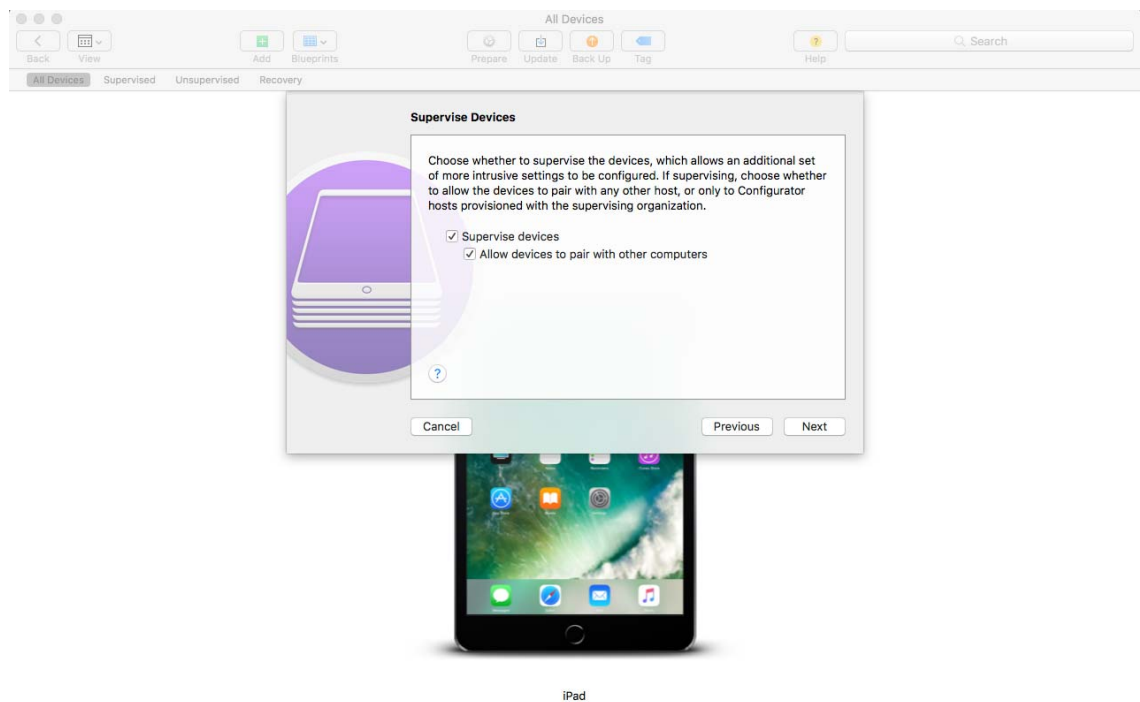 All Devices
Back View Add Blueprints Prepare Update Back Up Tag Help Search
All Devices Supervised Unsupervised Recovery
Supervise Devices
Choose whether to supervise the devices, which allows an additional set
of more intrusive settings to be configured. If supervising, choose whether
to allow the devices to pair with any other host, or only to Configurator
hosts provisioned with the supervising organization.
Supervise devices
Allow devices to pair with other computers
?
Cancel Previous Next
iPad